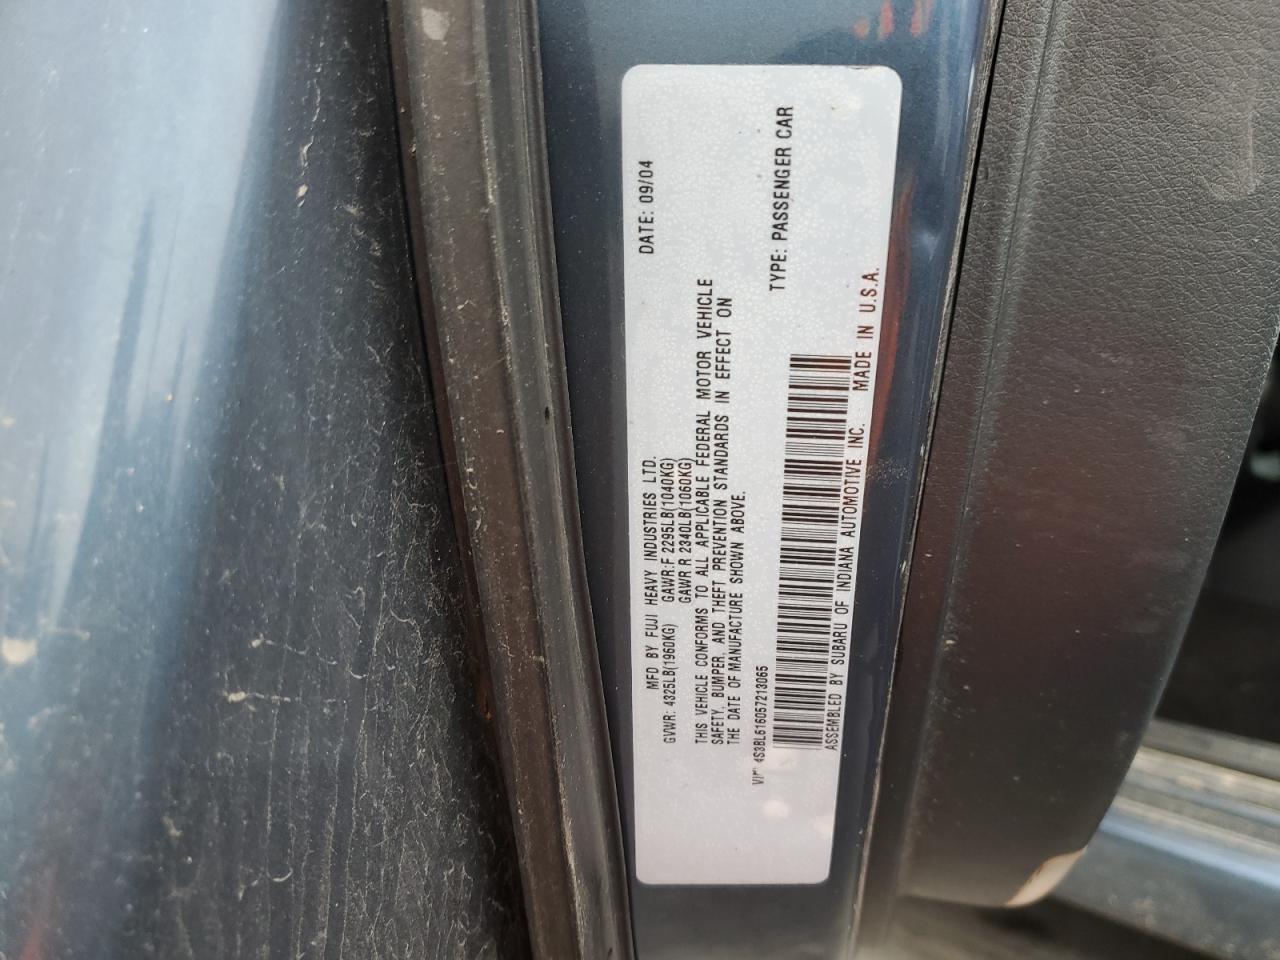 MFD BY FUJI HEAVY INDUSTRIES LTD. DATE: 09/04
GVWR: 4325LB(1960KG) GAWR:F 2295LB(1040KG)
GAWR R 2340LB(1060KG)
THIS VEHICLE CONFORMS TO ALL APPLICABLE FEDERAL MOTOR VEHICLE
SAFETY, BUMPER, AND THEFT PREVENTION STANDARDS IN EFFECT ON
THE DATE OF MANUFACTURE SHOWN ABOVE.
4S3BL616057213065 TYPE: PASSENGER CAR
ASSEMBLED BY SUBARU OF INDIANA AUTOMOTIVE INC. MADE IN U.S.A.